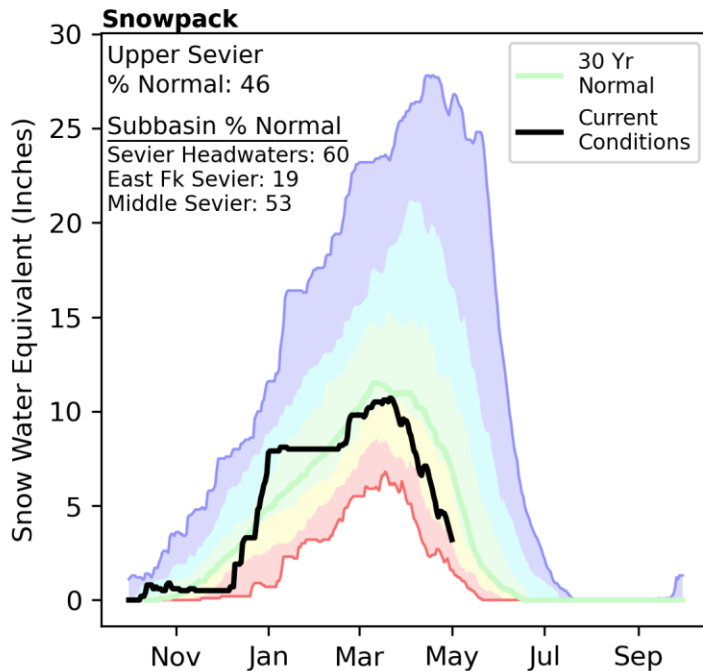 Snowpack
Upper Sevier
% Normal: 46
Subbasin % Normal
Sevier Headwaters: 60
East Fk Sevier: 19
Middle Sevier: 53
30 Yr
Normal
Current
Conditions
Snow Water Equivalent (Inches)
30
25
20
15
10
5
0
Nov
Jan
Mar
May
Jul
Sep